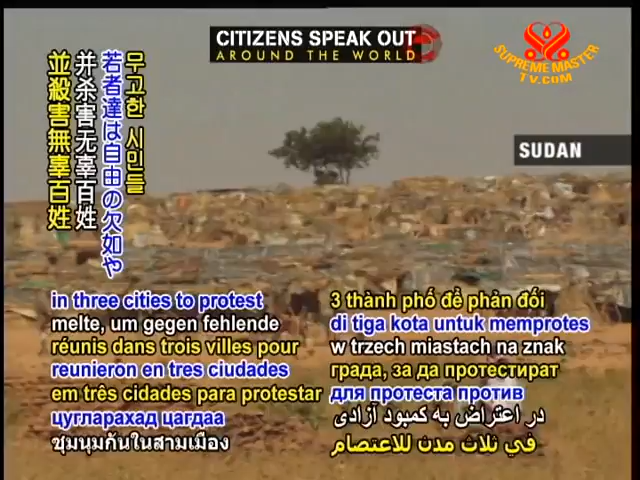 CITIZENS SPEAK OUT
AROUND THE WORLD
SUPREME MASTER
TV.COM
SUDAN
무고한 시민들
若者達は自由の欠如や
并杀害无辜百姓
並殺害無辜百姓
in three cities to protest
melte, um gegen fehlende
réunis dans trois villes pour
reunieron en tres ciudades
em três cidades para protestar
цугларахад цагдаа
ชุมนุมกันในสามเมือง
3 thành phố để phản đối
di tiga kota untuk memprotes
w trzech miastach na znak
града, за да протестират
для протеста против
در اعتراض به کمبود آزادی
في ثلاث مدن للاعتصام